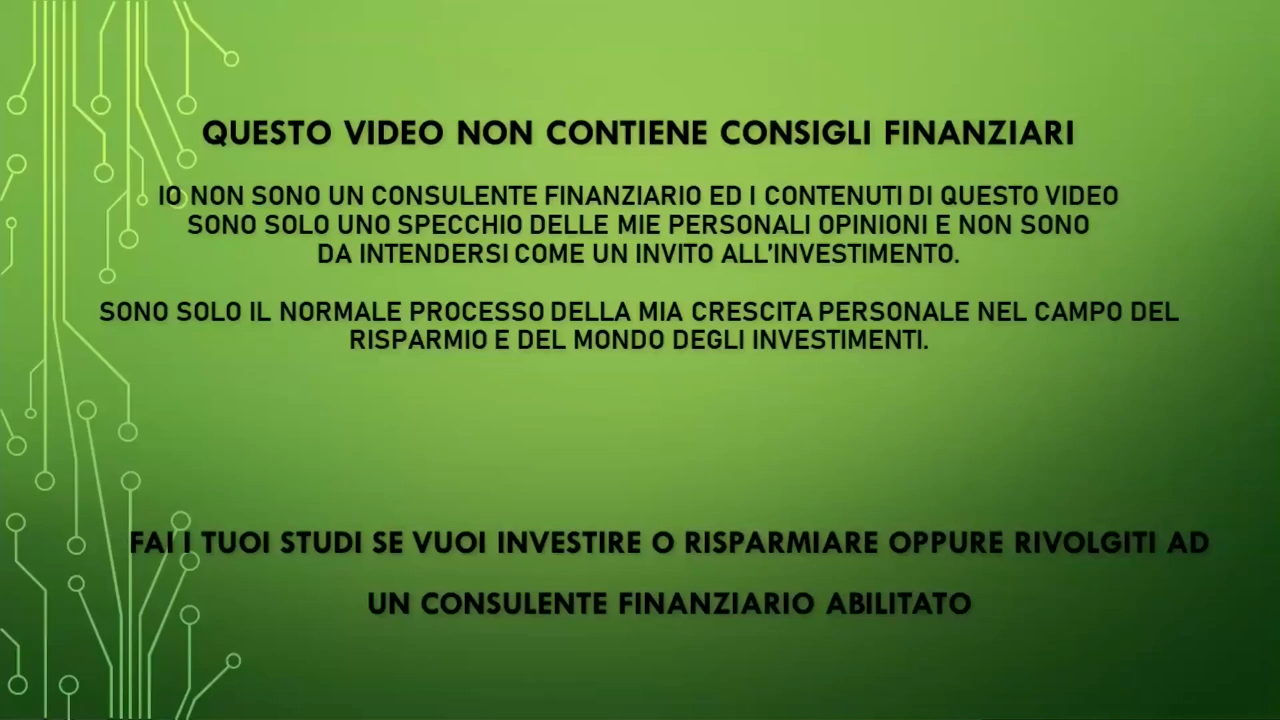 QUESTO VIDEO NON CONTIENE CONSIGLI FINANZIARI
IO NON SONO UN CONSULENTE FINANZIARIO ED I CONTENUTI DI QUESTO VIDEO
SONO SOLO UNO SPECCHIO DELLE MIE PERSONALI OPINIONI E NON SONO
DA INTENDERSI COME UN INVITO ALL'INVESTIMENTO.
SONO SOLO IL NORMALE PROCESSO DELLA MIA CRESCITA PERSONALE NEL CAMPO DEL
RISPARMIO E DEL MONDO DEGLI INVESTIMENTI.
FAI I TUOI STUDI SE VUOI INVESTIRE O RISPARMIARE OPPURE RIVOLGITI AD
UN CONSULENTE FINANZIARIO ABILITATO